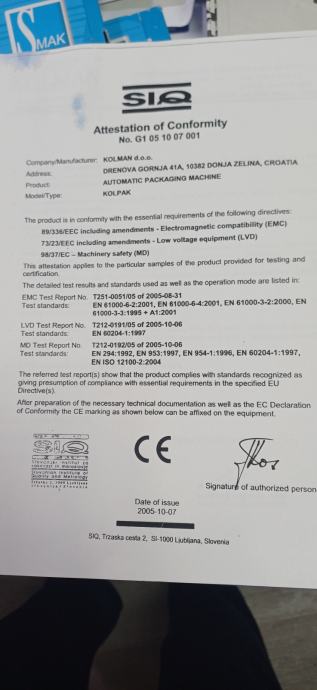 S
MAK
SIQ
Attestation of Conformity
No. G1 05 10 07 001
Company/Manufacturer: KOLMAN d.o.o.
Address: DRENOVA GORNJA 41A, 10382 DONJA ZELINA, CROATIA
Product: AUTOMATIC PACKAGING MACHINE
Model/Type: KOLPAK
The product is in conformity with the essential requirements of the following directives:
89/336/EEC including amendments - Electromagnetic compatibility (EMC)
73/23/EEC including amendments - Low voltage equipment (LVD)
98/37/EC – Machinery safety (MD)
This attestation applies to the particular samples of the product provided for testing and
certification.
The detailed test results and standards used as well as the operation mode are listed in:
EMC Test Report No. T251-0051/05 of 2005-08-31
Test standards: EN 61000-6-2:2001, EN 61000-6-4:2001, EN 61000-3-2:2000, EN
61000-3-3:1995 + A1:2001
LVD Test Report No. T212-0191/05 of 2005-10-06
Test standards: EN 60204-1:1997
MD Test Report No. T212-0192/05 of 2005-10-06
Test standards: EN 294:1992, EN 953:1997, EN 954-1:1996, EN 60204-1:1997,
EN ISO 12100-2:2004
The referred test report(s) show that the product complies with standards recognized as
giving presumption of compliance with essential requirements in the specified EU
Directive(s).
After preparation of the necessary technical documentation as well as the EC Declaration
of Conformity the CE marking as shown below can be affixed on the equipment.
SIQ
CE
Signature of authorized person
Date of issue
2005-10-07
SIQ, Trzaska cesta 2, SI-1000 Ljubljana, Slovenia